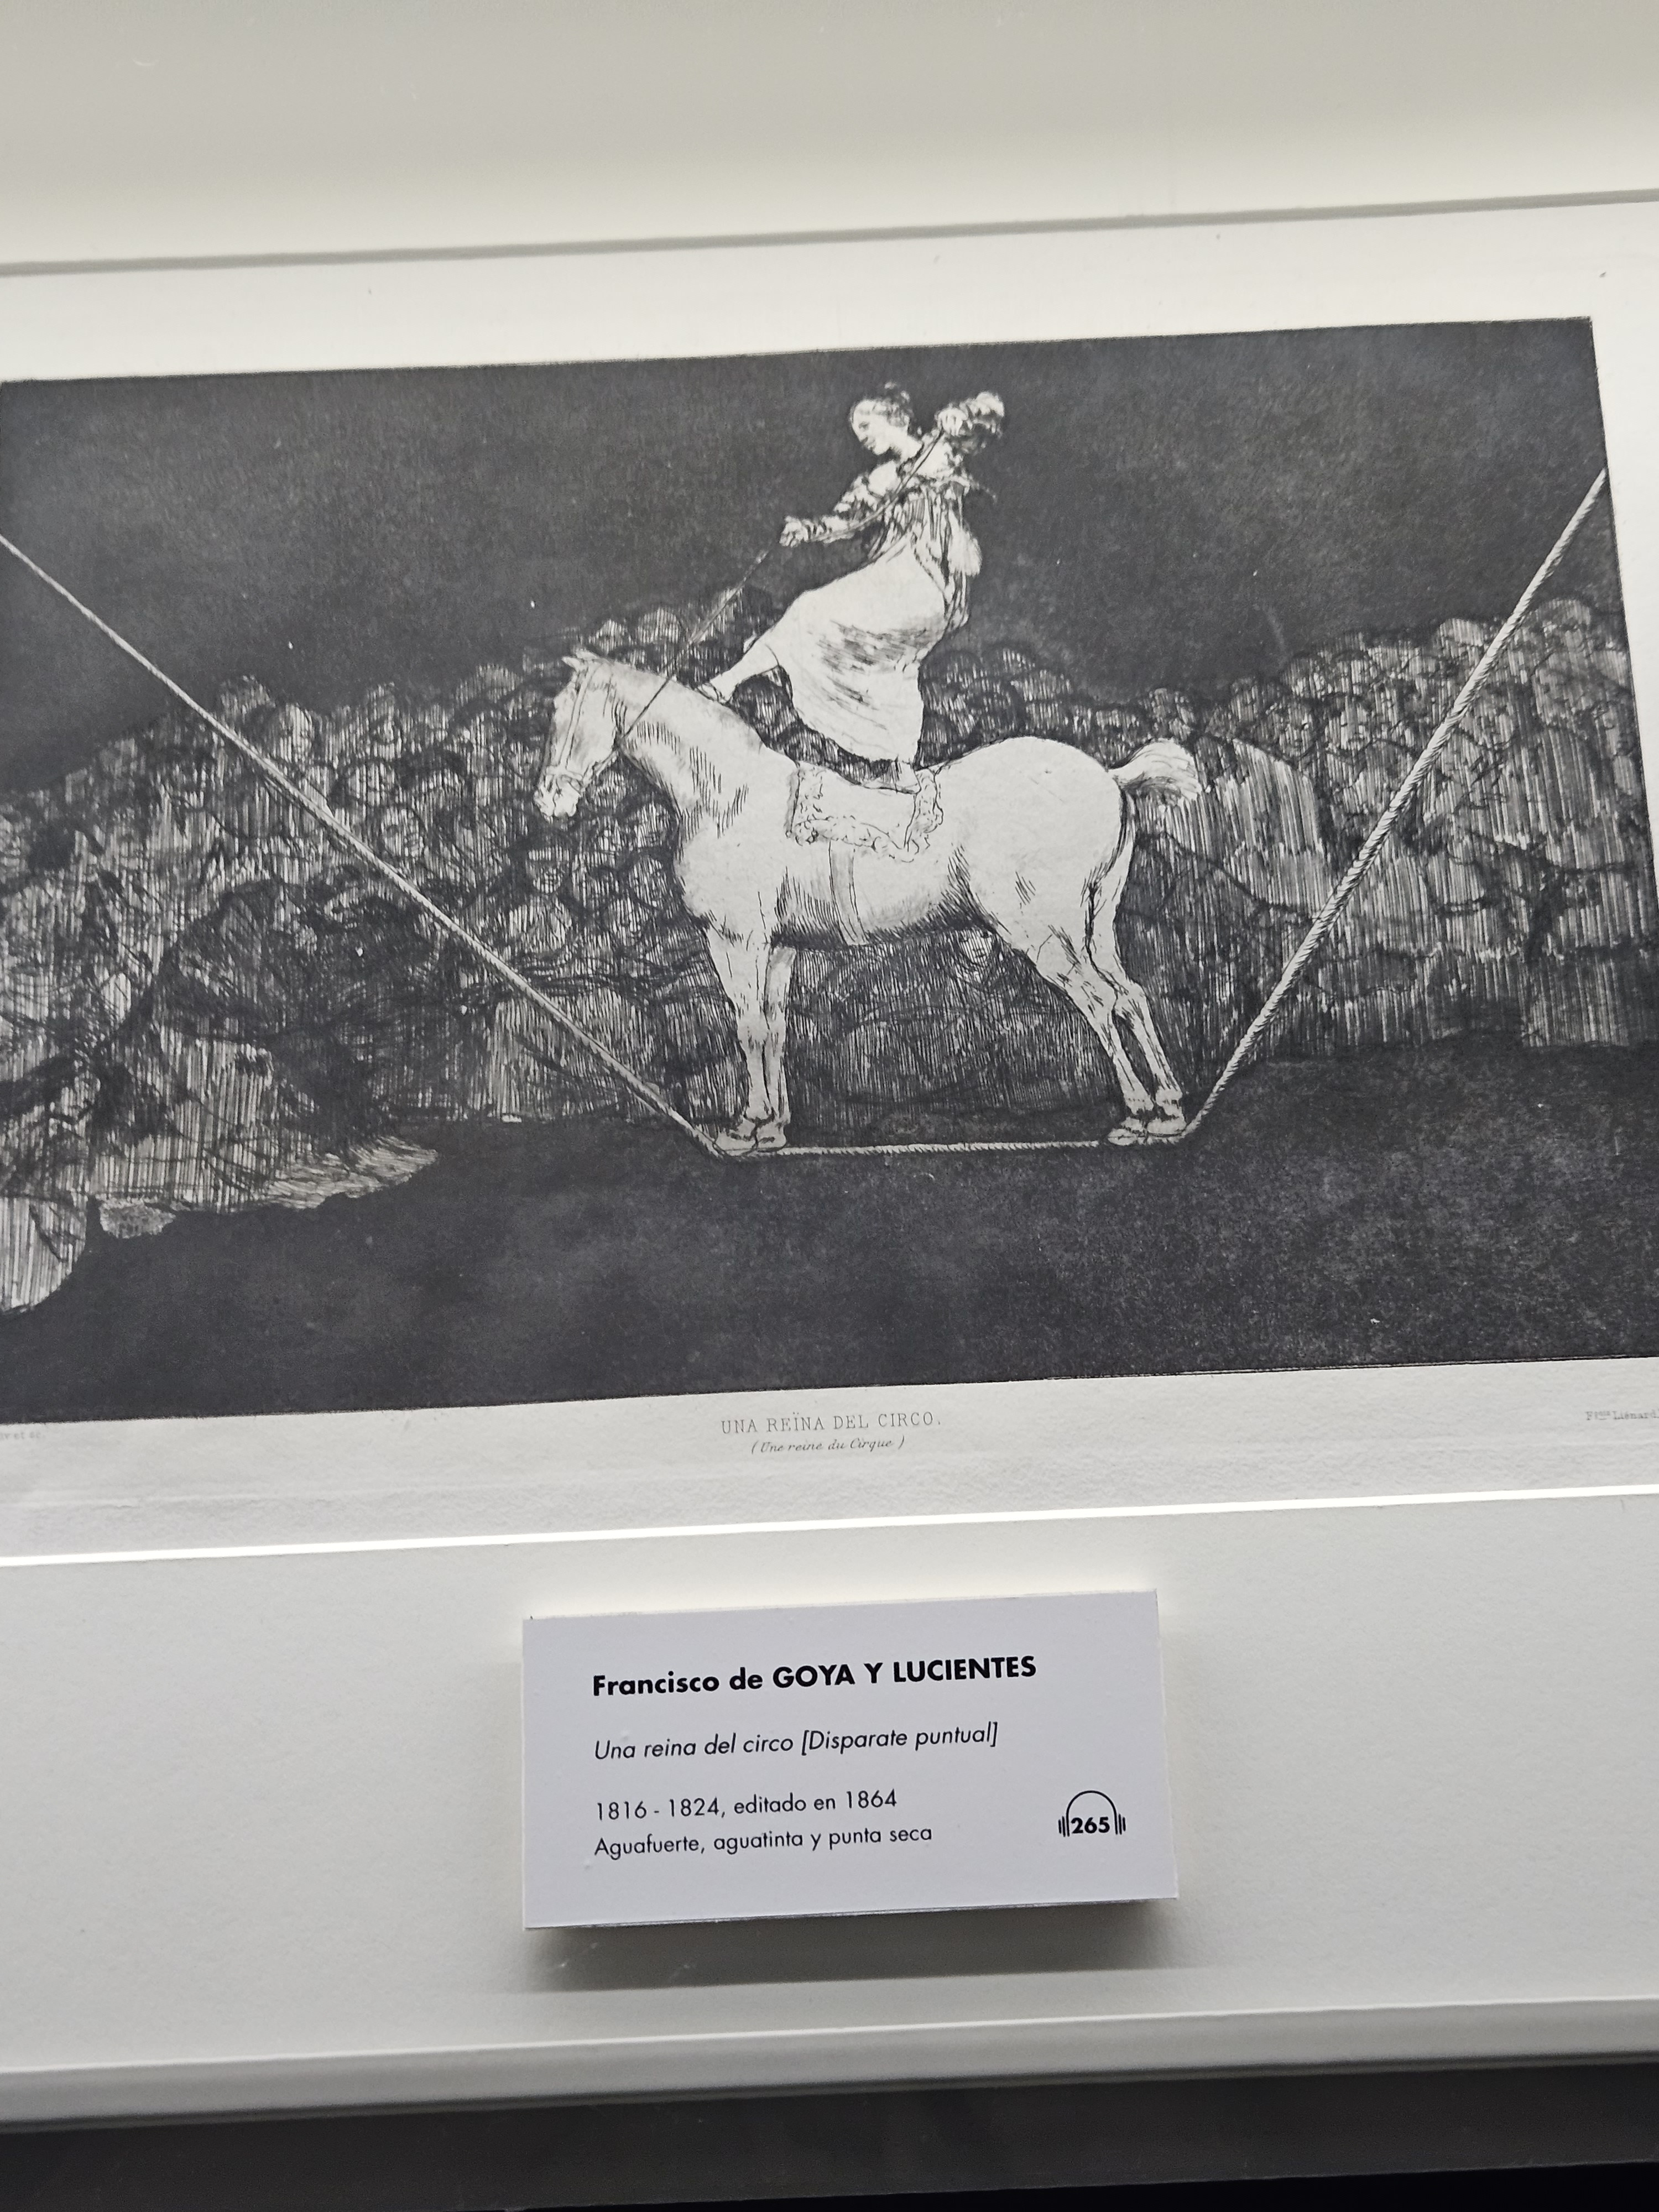 UNA REÏNA DEL CIRCO.
(Une reine du Cirque)
Francisco de GOYA Y LUCIENTES
Una reina del circo [Disparate puntual]
1816 - 1824, editado en 1864
Aguafuerte, aguatinta y punta seca
265